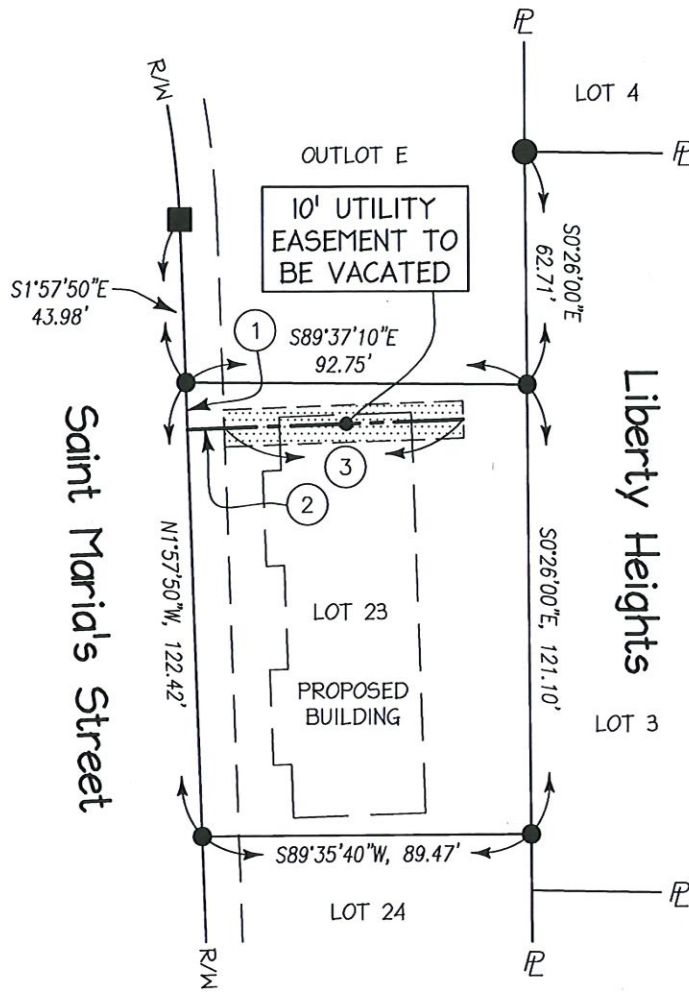 PL
R/W
LOT 4
PL
OUTLOT E
10' UTILITY
EASEMENT TO
BE VACATED
S0°26'00"E
62.71'
S1°57'50"E
43.98'
1
S89°37'10"E
92.75'
Saint Maria's Street
Liberty Heights
3
2
N1°57'50"W, 122.42'
S0°26'00"E, 121.10'
LOT 23
PROPOSED
BUILDING
LOT 3
S89°35'40"W, 89.47'
PL
LOT 24
R/W
PL